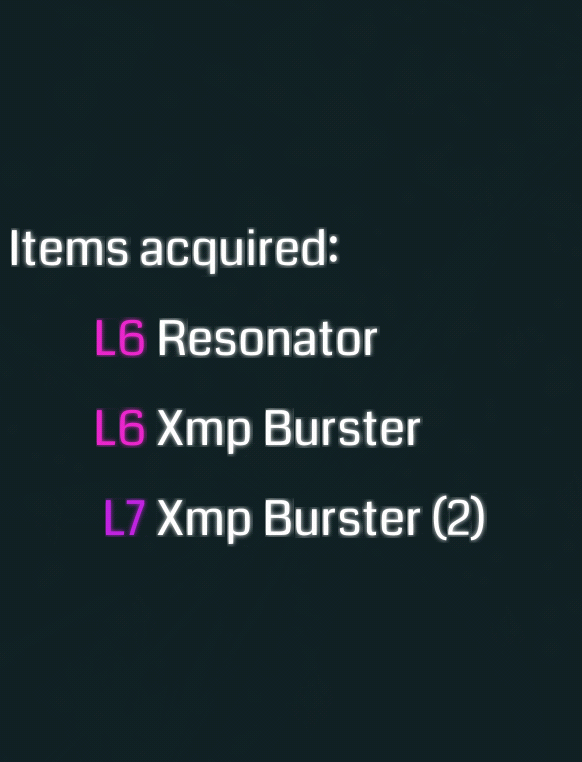 Items acquired:
L6 Resonator
L6 Xmp Burster
L7 Xmp Burster (2)